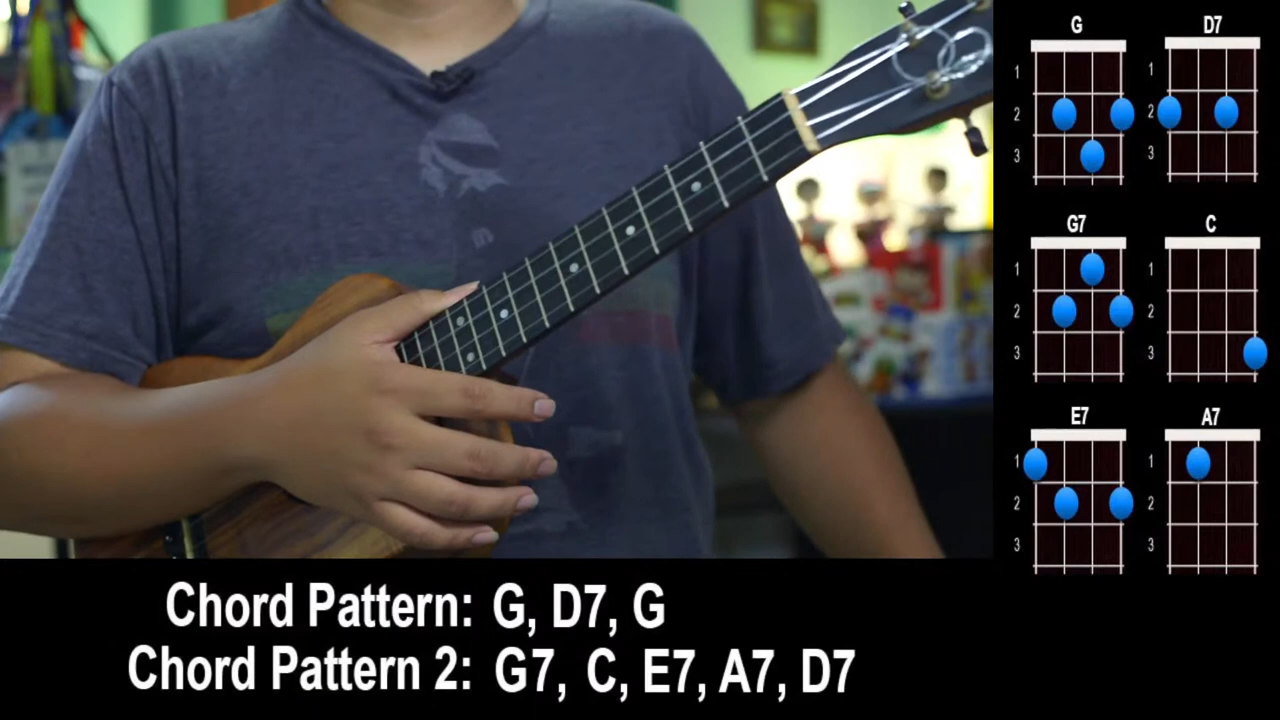 G D7
1 1
2 2
3 3
G7 C
1 1
2 2
3 3
E7 A7
1 1
2 2
3 3
Chord Pattern: G, D7, G
Chord Pattern 2: G7, C, E7, A7, D7